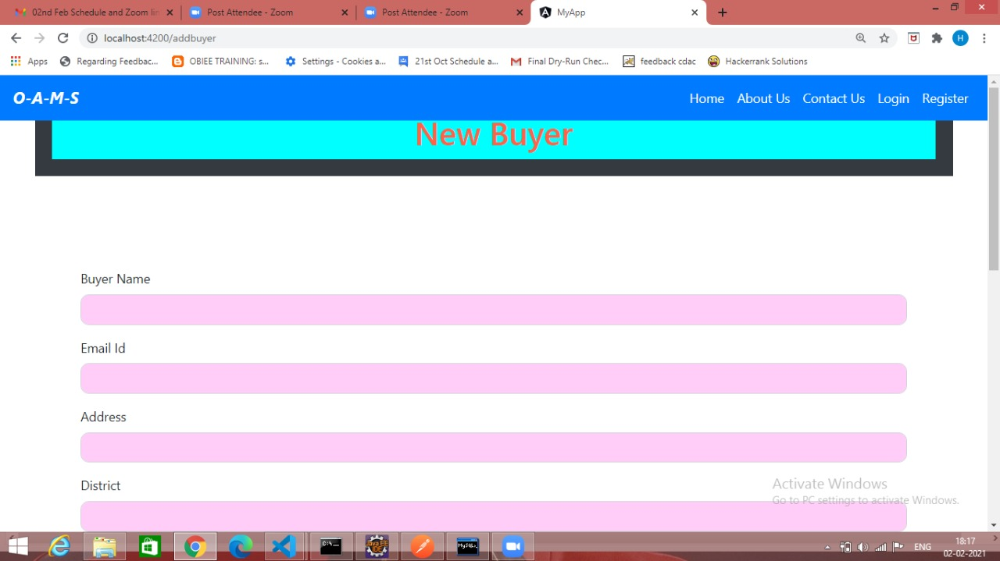 02nd Feb Schedule and Zoom lin
Post Attendee - Zoom
Post Attendee - Zoom
MyApp
localhost:4200/addbuyer
H
Apps
Regarding Feedbac...
OBIEE TRAINING: s...
Settings - Cookies a...
21st Oct Schedule a...
Final Dry-Run Chec...
feedback cdac
Hackerrank Solutions
O-A-M-S
Home
About Us
Contact Us
Login
Register
New Buyer
Buyer Name
Email Id
Address
District
Activate Windows
Go to PC settings to activate Windows.
Java EE
IDE
ENG
18:17
02-02-2021